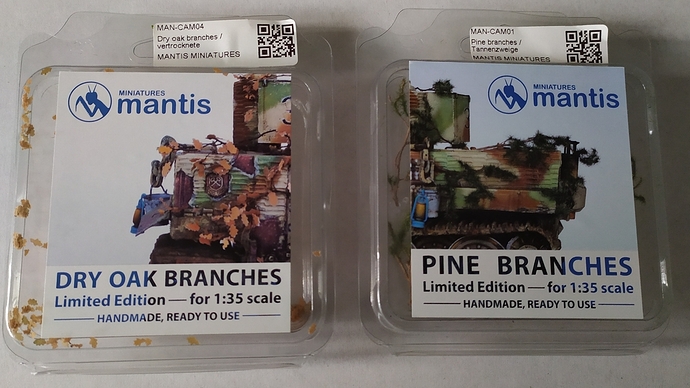 MAN-CAM04
Dry oak branches /
vertrocknete
MANTIS MINIATURES
MINIATURES
mantis
DRY OAK BRANCHES
Limited Edition — for 1:35 scale
HANDMADE, READY TO USE
MAN-CAM01
Pine branches /
Tannenzweige
MANTIS MINIATURES
MINIATURES
mantis
PINE BRANCHES
Limited Edition — for 1:35 scale
HANDMADE, READY TO USE